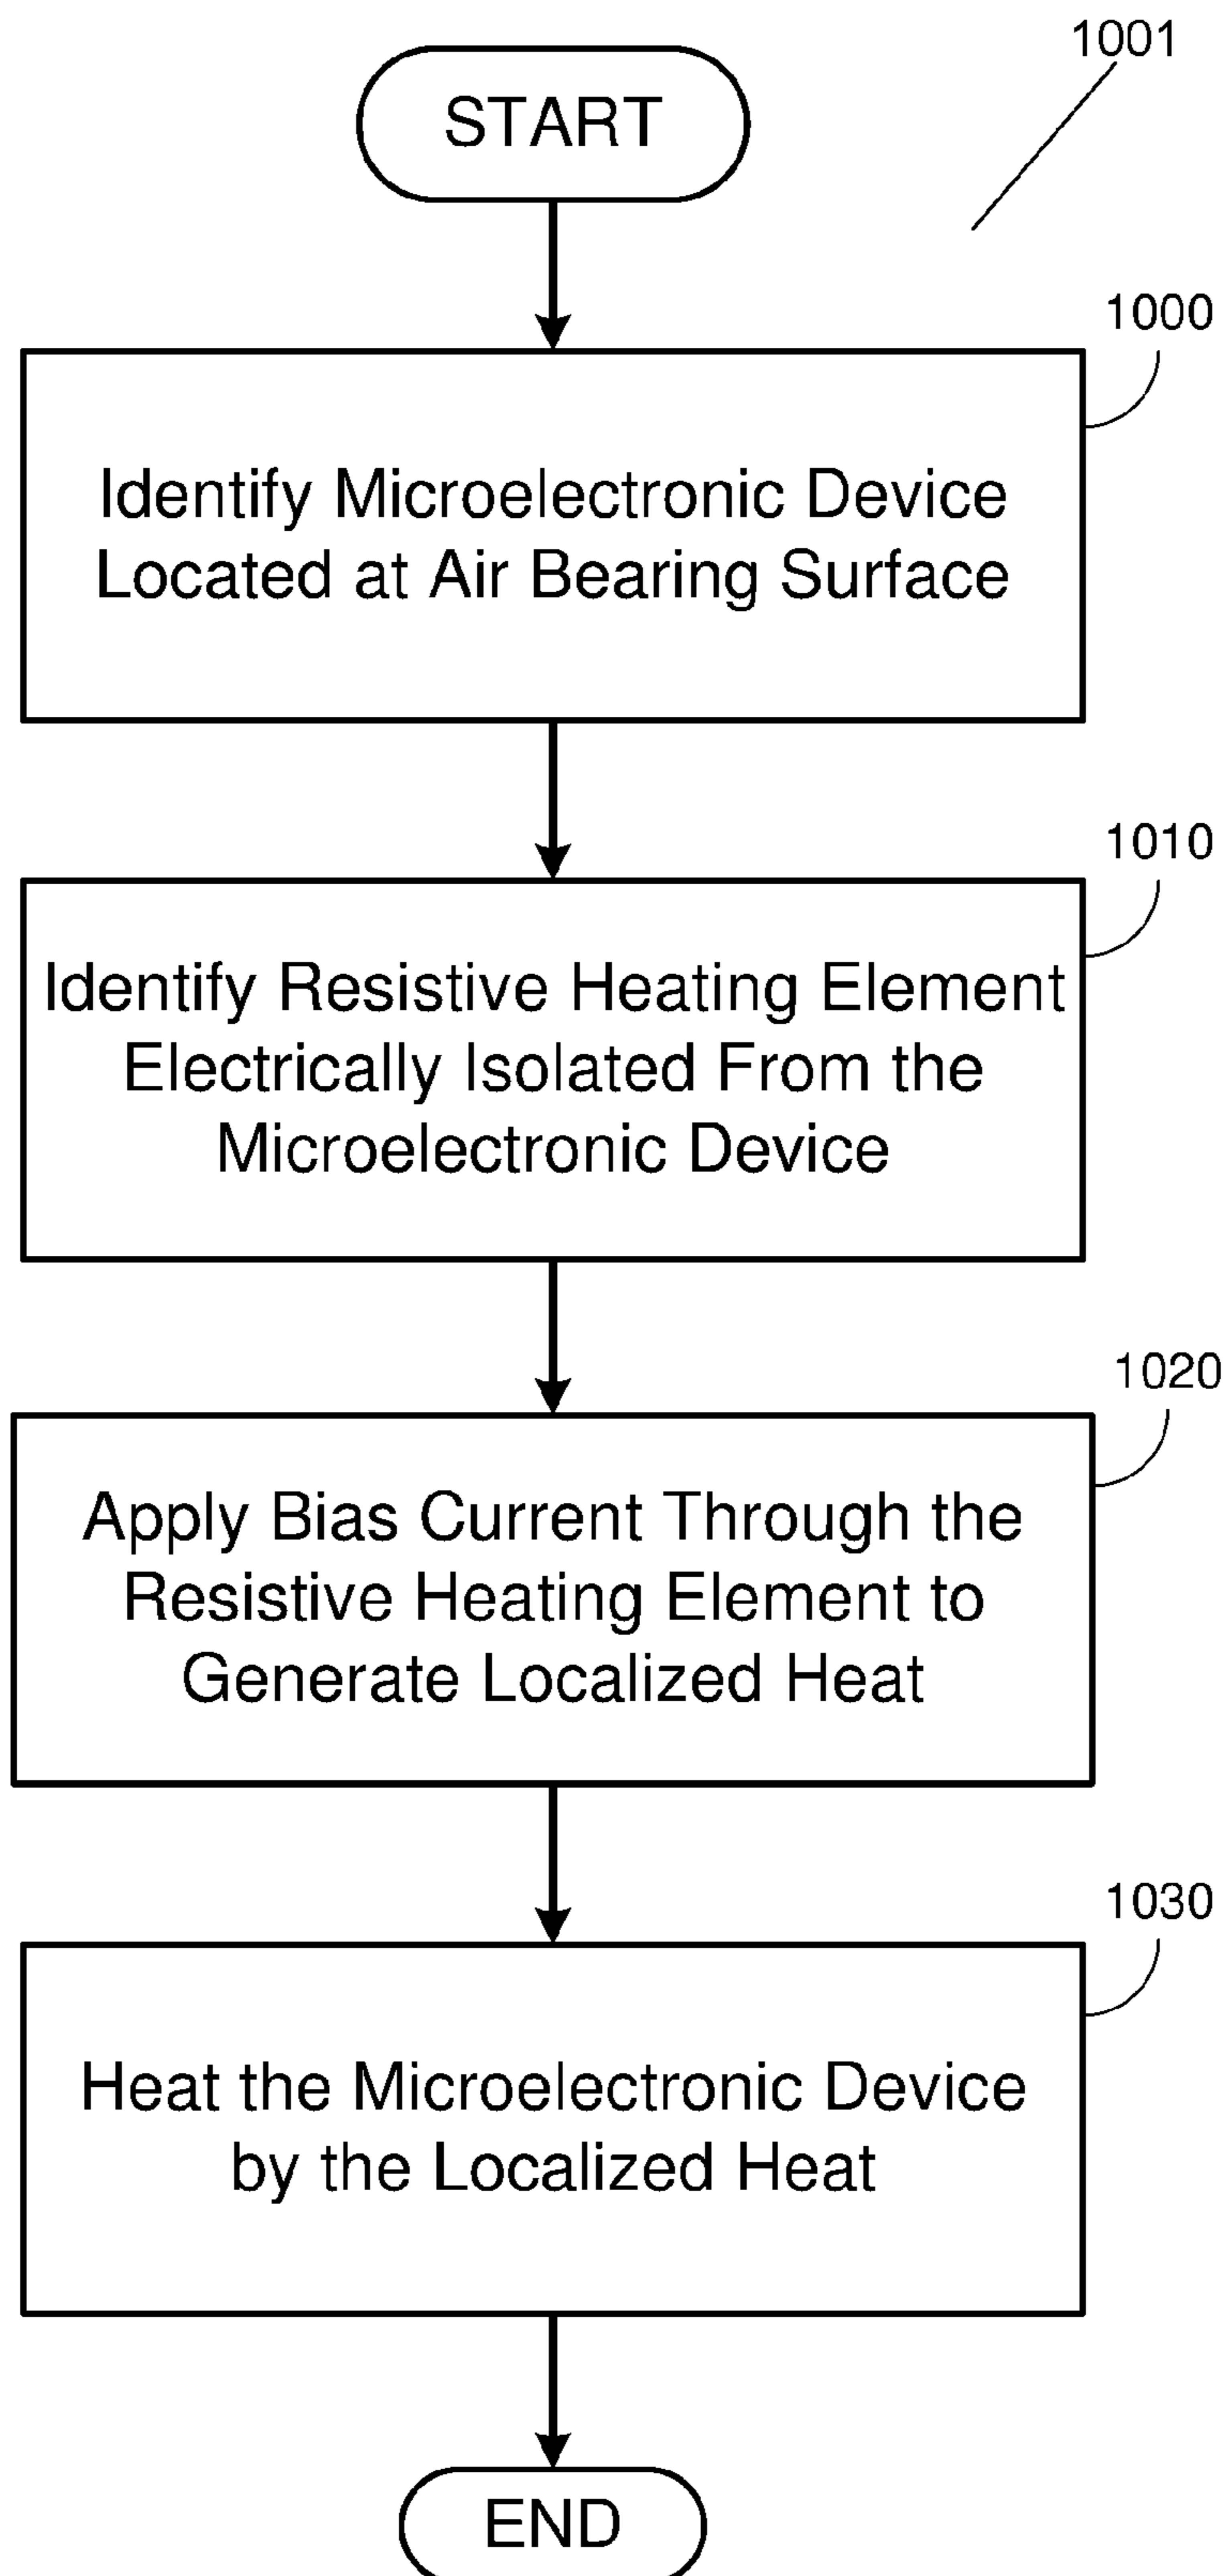 1001
START
1000
Identify Microelectronic Device
Located at Air Bearing Surface
1010
Identify Resistive Heating Element
Electrically Isolated From the
Microelectronic Device
1020
Apply Bias Current Through the
Resistive Heating Element to
Generate Localized Heat
1030
Heat the Microelectronic Device
by the Localized Heat
END